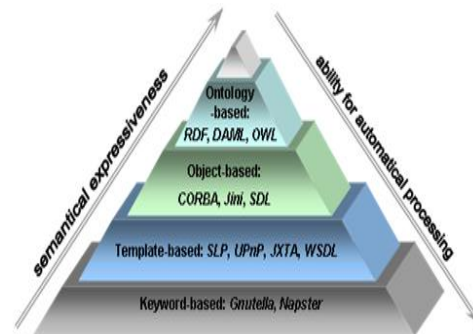 semantical expressiveness
ability for automatical processing
Ontology
-based:
RDF, DAML, OWL
Object-based:
CORBA, Jini, SDL
Template-based: SLP, UPnP, JXTA, WSDL
Keyword-based: Gnutella, Napster